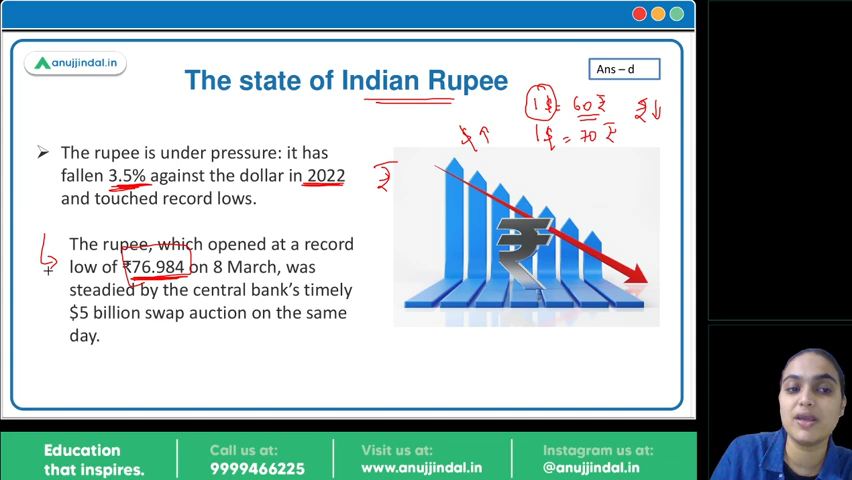 anujjindal.in
The state of Indian Rupee
Ans – d
1$ = 60₹ ₹↓
1$ = 70 ₹
$↑
₹
➤ The rupee is under pressure: it has
fallen 3.5% against the dollar in 2022
and touched record lows.
The rupee, which opened at a record
low of ₹76.984 on 8 March, was
steadied by the central bank's timely
$5 billion swap auction on the same
day.
₹
Education
that inspires.
Call us at:
9999466225
Visit us at:
www.anujjindal.in
Instagram us at:
@anujjindal.in